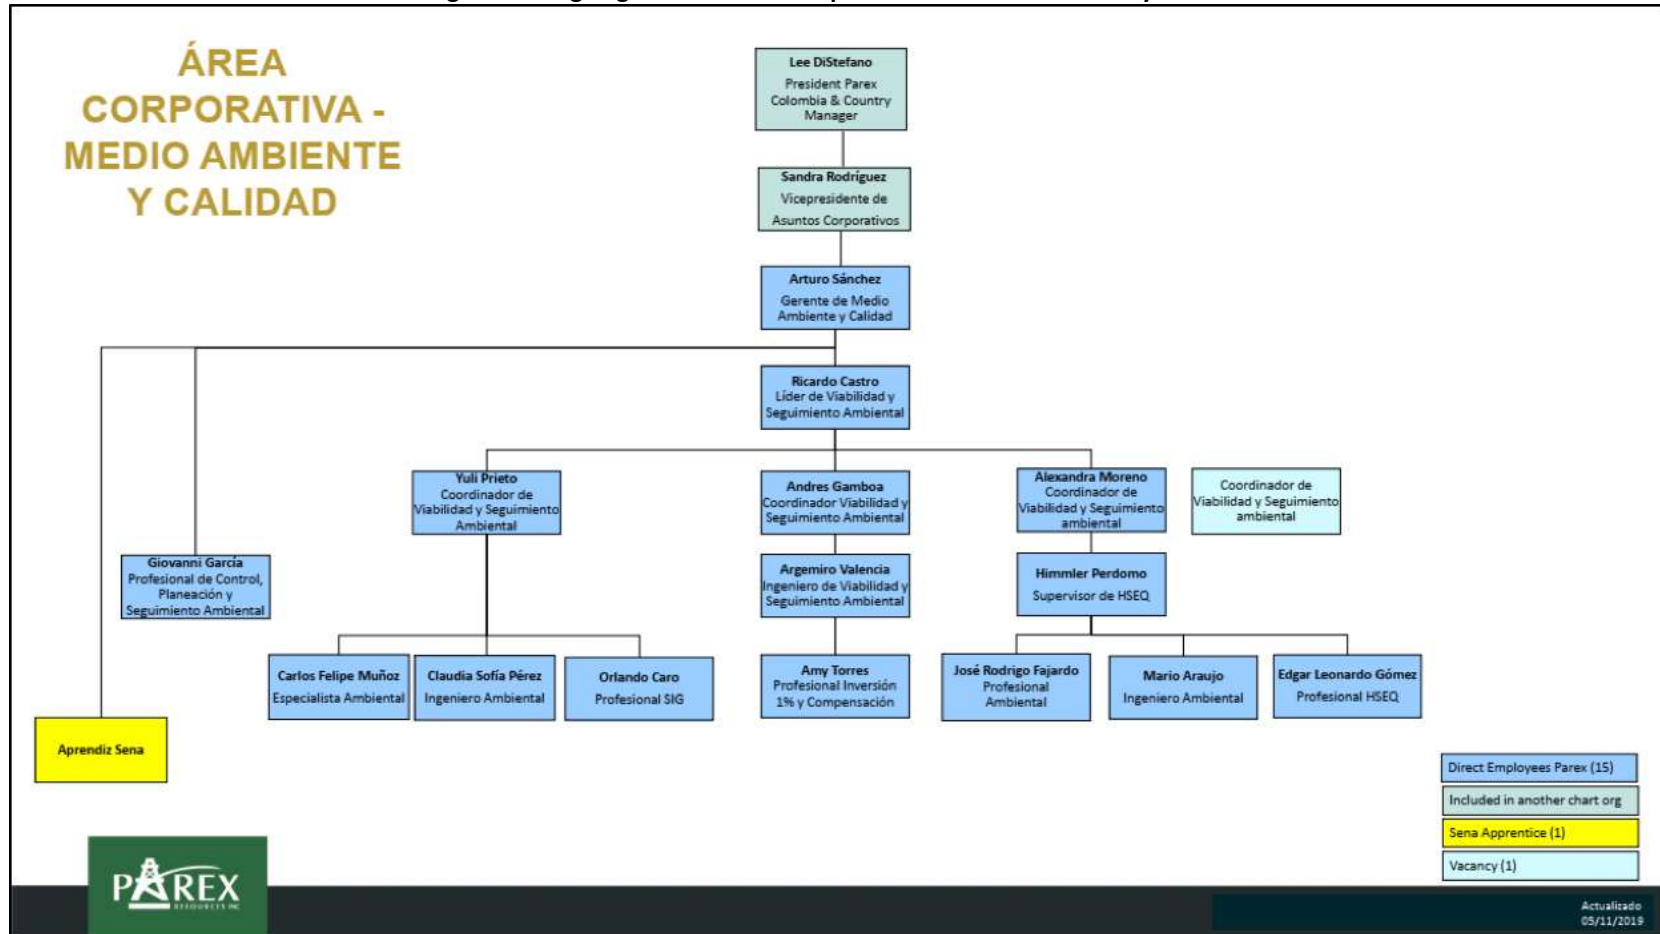 ÁREA
CORPORATIVA -
MEDIO AMBIENTE
Y CALIDAD
Lee DiStefano
President Parex
Colombia & Country
Manager
Sandra Rodríguez
Vicepresidente de
Asuntos Corporativos
Arturo Sánchez
Gerente de Medio
Ambiente y Calidad
Ricardo Castro
Líder de Viabilidad y
Seguimiento Ambiental
Yuli Prieto
Coordinador de
Viabilidad y Seguimiento
Ambiental
Andres Gamboa
Coordinador Viabilidad y
Seguimiento Ambiental
Alexandra Moreno
Coordinador de
Viabilidad y Seguimiento
ambiental
Coordinador de
Viabilidad y Seguimiento
ambiental
Giovanni García
Profesional de Control,
Planeación y
Seguimiento Ambiental
Argemiro Valencia
Ingeniero de Viabilidad y
Seguimiento Ambiental
Himmler Perdomo
Supervisor de HSEQ
Carlos Felipe Muñoz
Especialista Ambiental
Claudia Sofía Pérez
Ingeniero Ambiental
Orlando Caro
Profesional SIG
Amy Torres
Profesional Inversión
1% y Compensación
José Rodrigo Fajardo
Profesional
Ambiental
Mario Araujo
Ingeniero Ambiental
Edgar Leonardo Gómez
Profesional HSEQ
Aprendiz Sena
Direct Employees Parex (15)
Included in another chart org
Sena Apprentice (1)
Vacancy (1)
PAREX
RESOURCES INC
Actualizado
05/11/2019